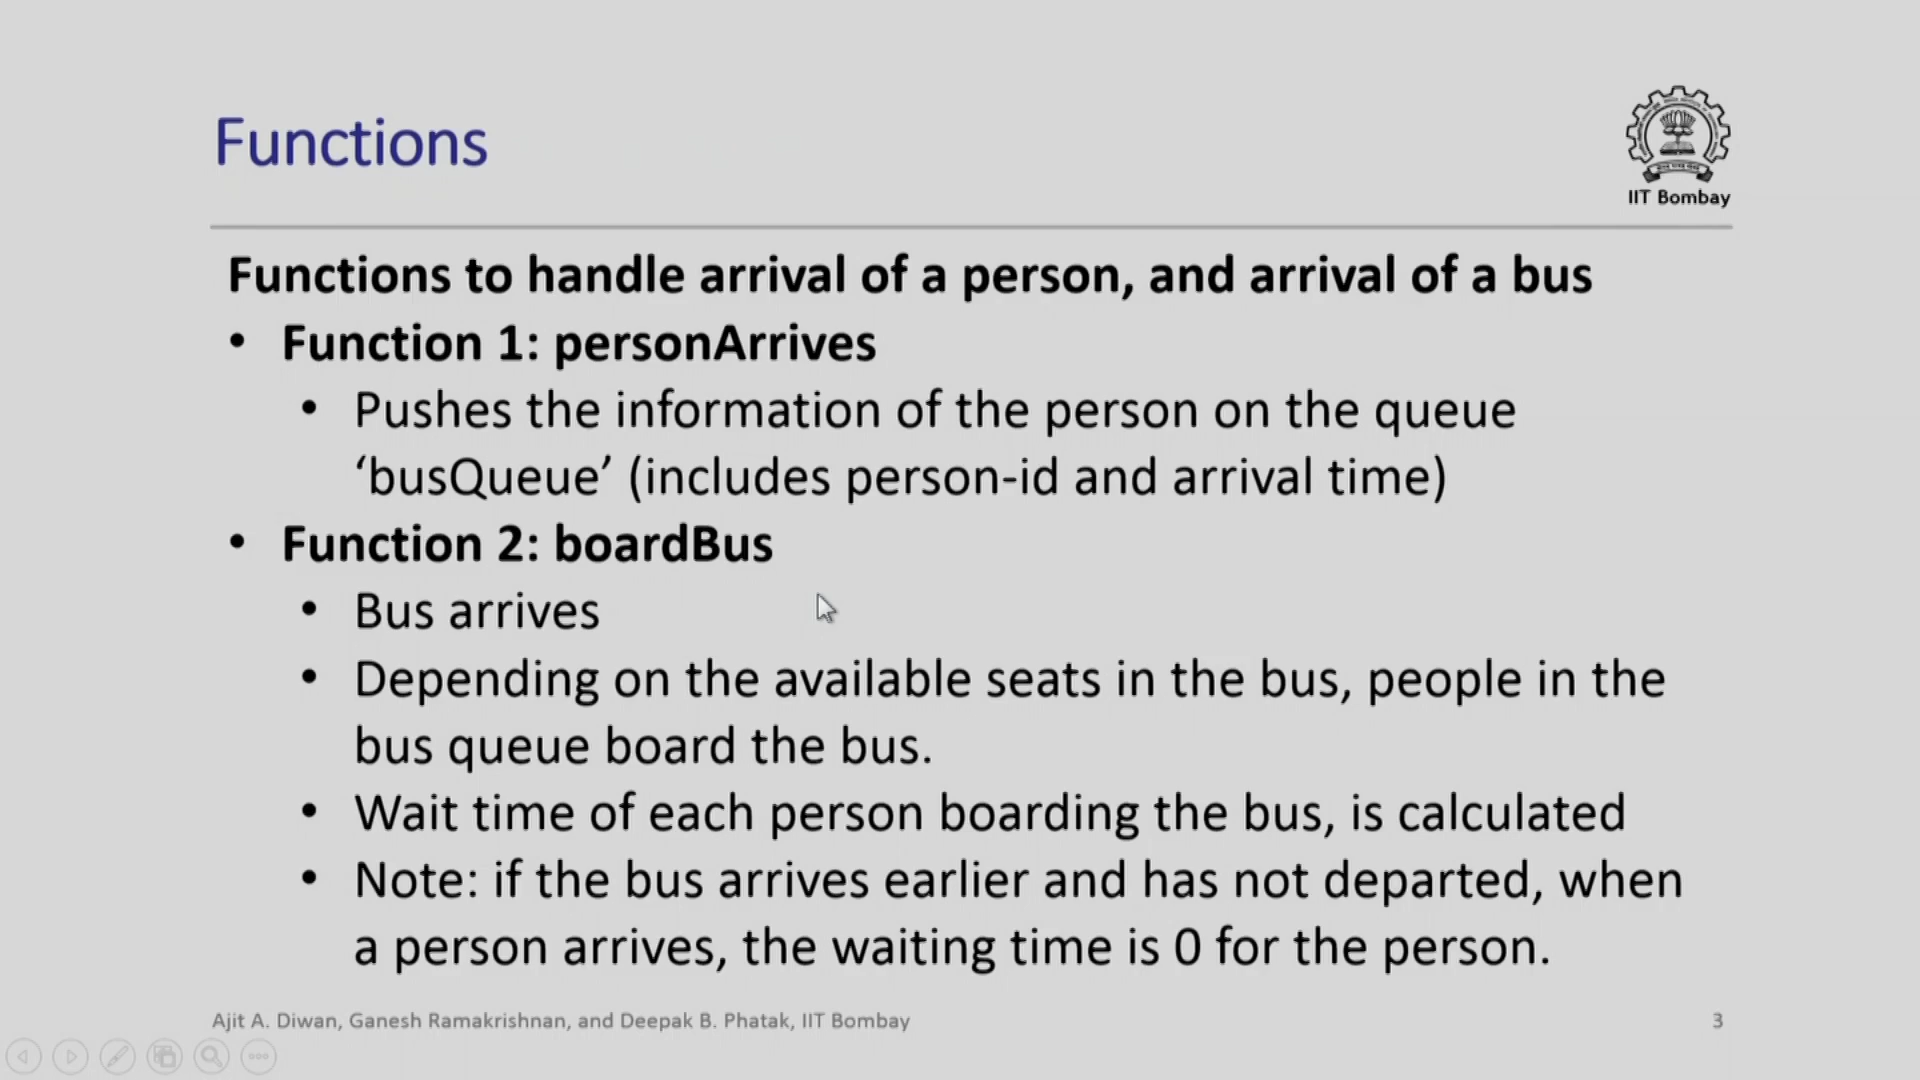 Functions
IIT Bombay
Functions to handle arrival of a person, and arrival of a bus
• Function 1: personArrives
• Pushes the information of the person on the queue
‘busQueue’ (includes person-id and arrival time)
• Function 2: boardBus
• Bus arrives
• Depending on the available seats in the bus, people in the
bus queue board the bus.
• Wait time of each person boarding the bus, is calculated
• Note: if the bus arrives earlier and has not departed, when
a person arrives, the waiting time is 0 for the person.
Ajit A. Diwan, Ganesh Ramakrishnan, and Deepak B. Phatak, IIT Bombay
3